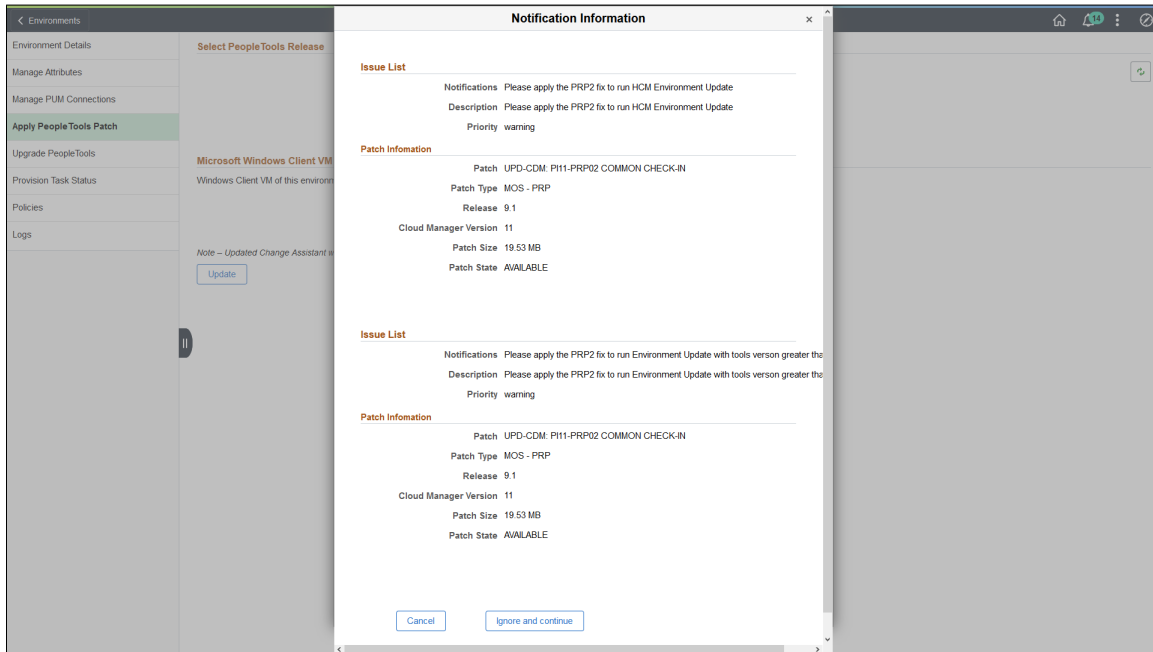 Environments
Notification Information
×
14
Environment Details
Manage Attributes
Manage PUM Connections
Apply PeopleTools Patch
Upgrade PeopleTools
Provision Task Status
Policies
Logs
Select PeopleTools Release
Microsoft Windows Client VM
Windows Client VM of this environ
Note – Updated Change Assistant w
Update
Issue List
Notifications Please apply the PRP2 fix to run HCM Environment Update
Description Please apply the PRP2 fix to run HCM Environment Update
Priority warning
Patch Infomation
Patch UPD-CDM: PI11-PRP02 COMMON CHECK-IN
Patch Type MOS - PRP
Release 9.1
Cloud Manager Version 11
Patch Size 19.53 MB
Patch State AVAILABLE
Issue List
Notifications Please apply the PRP2 fix to run Environment Update with tools verson greater tha
Description Please apply the PRP2 fix to run Environment Update with tools verson greater tha
Priority warning
Patch Infomation
Patch UPD-CDM: PI11-PRP02 COMMON CHECK-IN
Patch Type MOS - PRP
Release 9.1
Cloud Manager Version 11
Patch Size 19.53 MB
Patch State AVAILABLE
Cancel
Ignore and continue